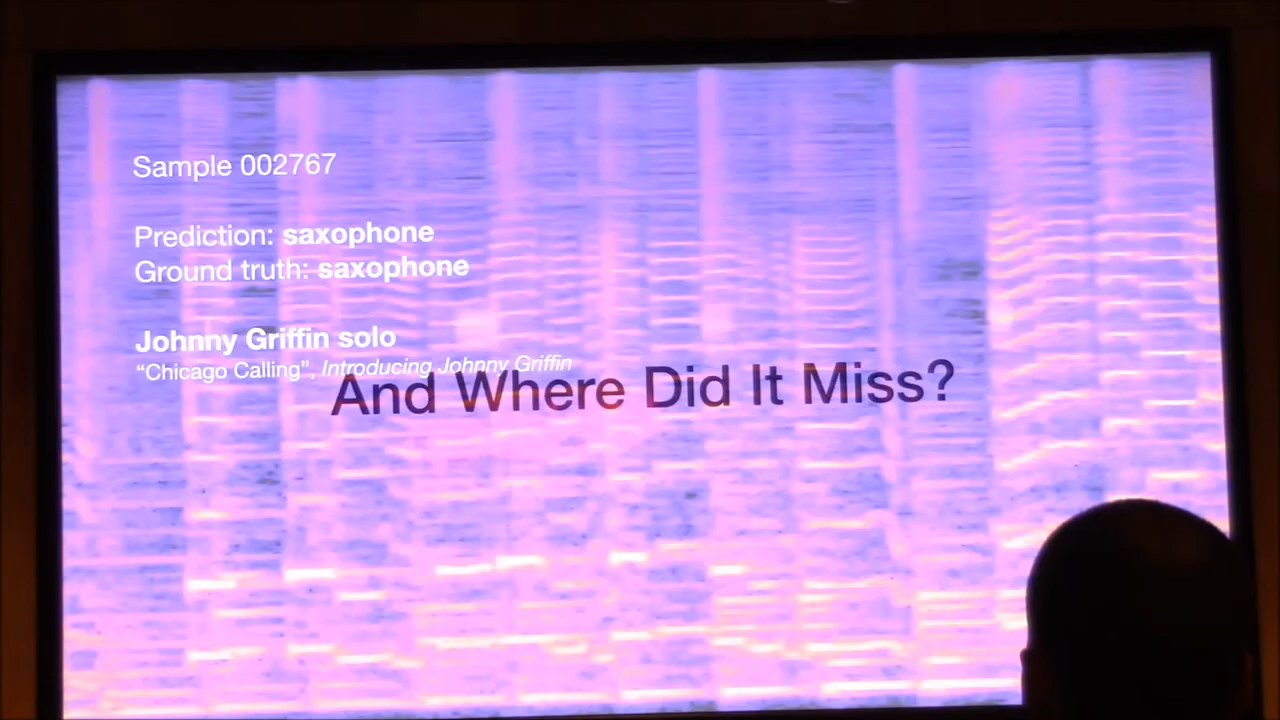 Sample 002767
Prediction: saxophone
Ground truth: saxophone
Johnny Griffin solo
“Chicago Calling”, Introducing Johnny Griffin
And Where Did It Miss?